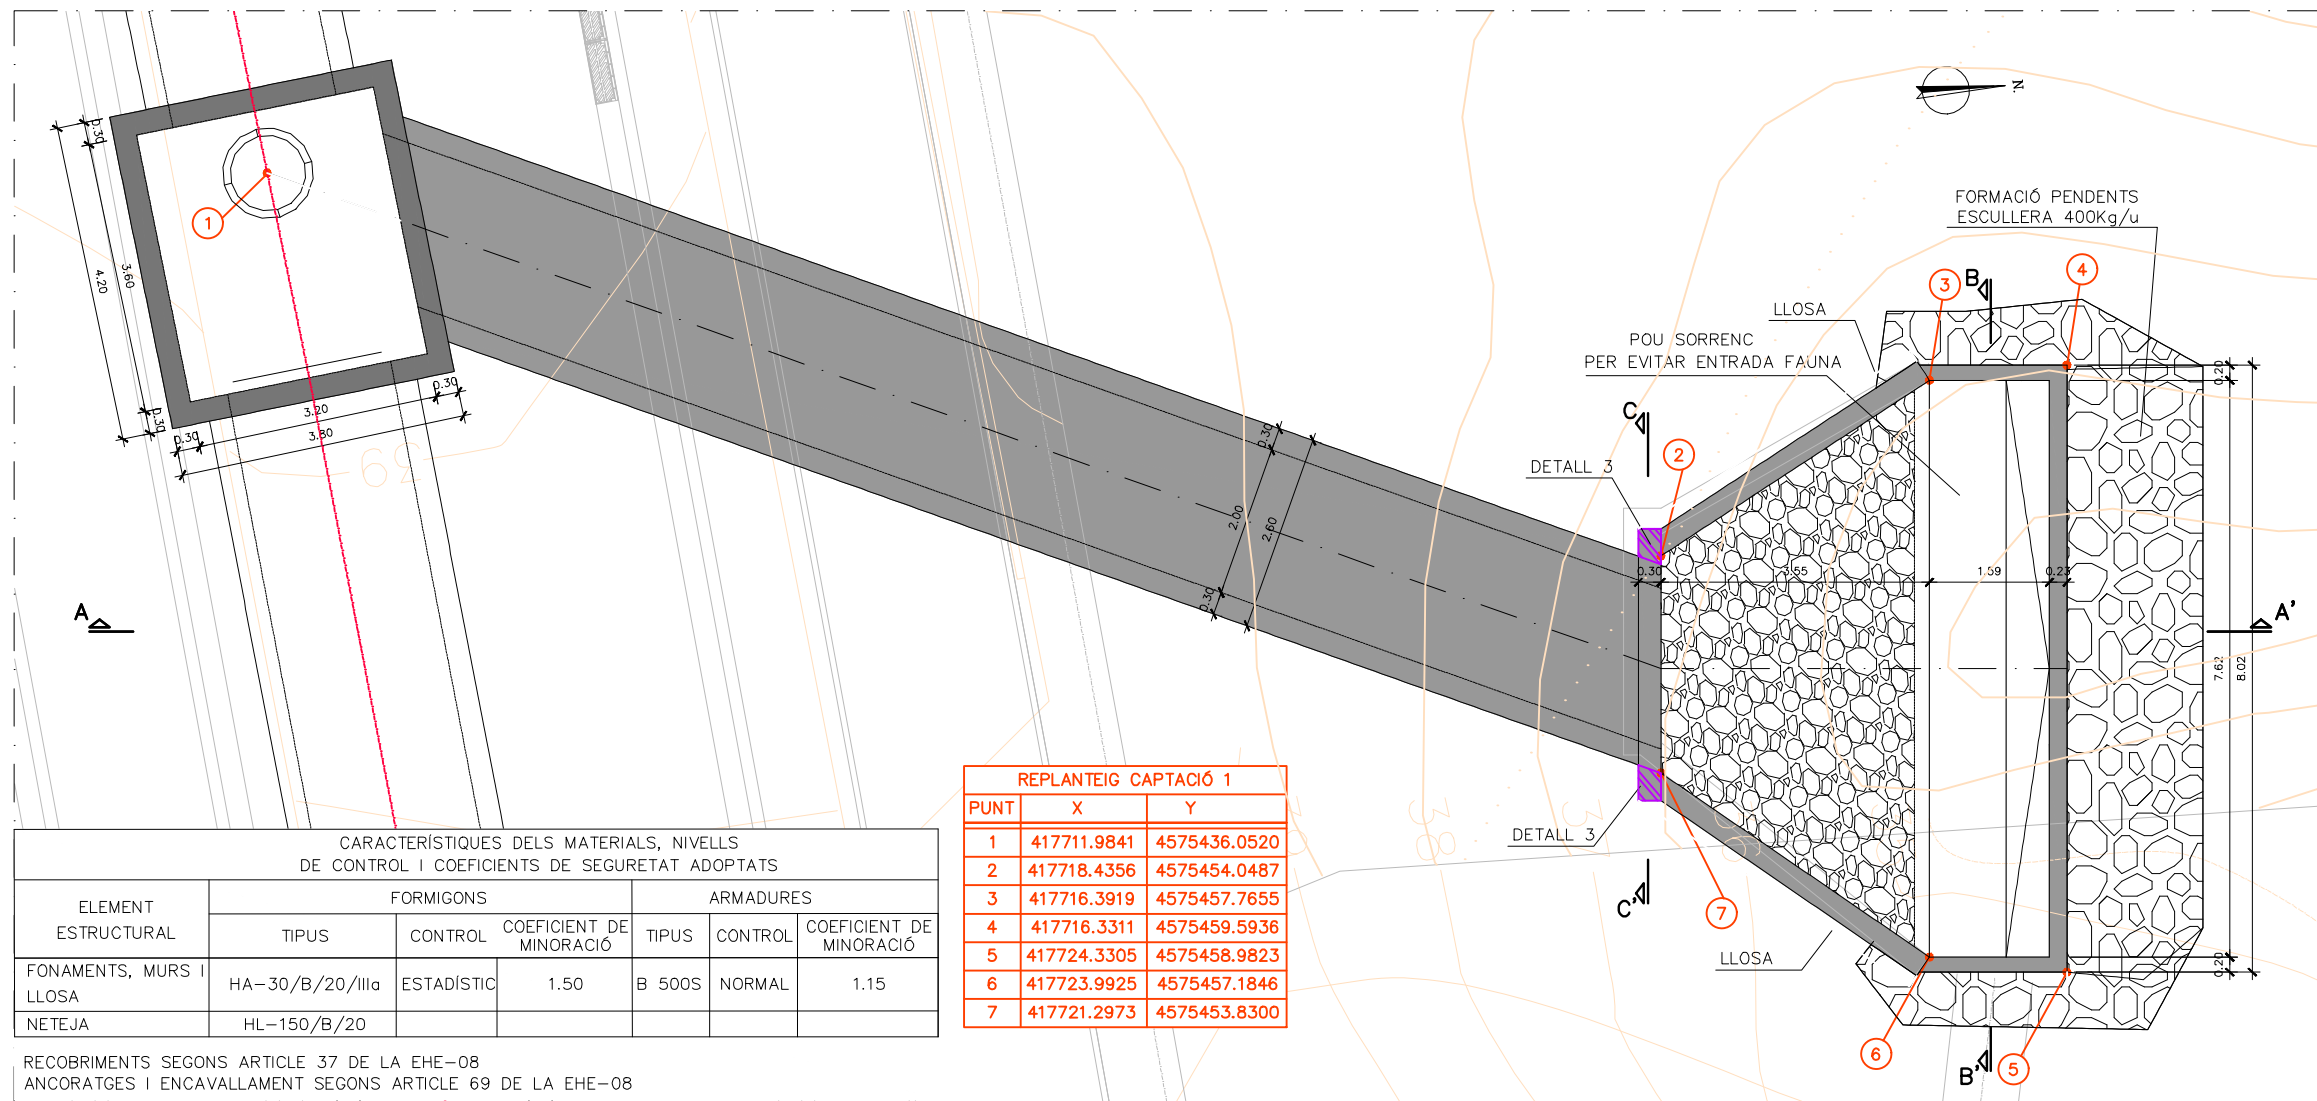 N.
FORMACIÓ PENDENTS
ESCULLERA 400Kg/u
LLOSA
POU SORRENC
PER EVITAR ENTRADA FAUNA
B
3
4
1
0.30
3.60
4.20
0.30
0.30
3.20
0.30
3.80
39
C
2
DETALL 3
0.30
2.00
2.60
0.30
0.30
3.55
1.59
0.23
0.20
7.62
8.02
0.20
A
A'
DETALL 3
C'
7
LLOSA
6
B'
5
38
REPLANTEIG CAPTACIÓ 1
PUNT X Y
1 417711.9841 4575436.0520
2 417718.4356 4575454.0487
3 417716.3919 4575457.7655
4 417716.3311 4575459.5936
5 417724.3305 4575458.9823
6 417723.9925 4575457.1846
7 417721.2973 4575453.8300
CARACTERÍSTIQUES DELS MATERIALS, NIVELLS
DE CONTROL I COEFICIENTS DE SEGURETAT ADOPTATS
ELEMENT
ESTRUCTURAL
FORMIGONS
ARMADURES
TIPUS
CONTROL
COEFICIENT DE
MINORACIÓ
TIPUS
CONTROL
COEFICIENT DE
MINORACIÓ
FONAMENTS, MURS I
LLOSA
HA-30/B/20/IIIa
ESTADÍSTIC
1.50
B 500S
NORMAL
1.15
NETEJA
HL-150/B/20
RECOBRIMENTS SEGONS ARTICLE 37 DE LA EHE-08
ANCORATGES I ENCAVALLAMENT SEGONS ARTICLE 69 DE LA EHE-08